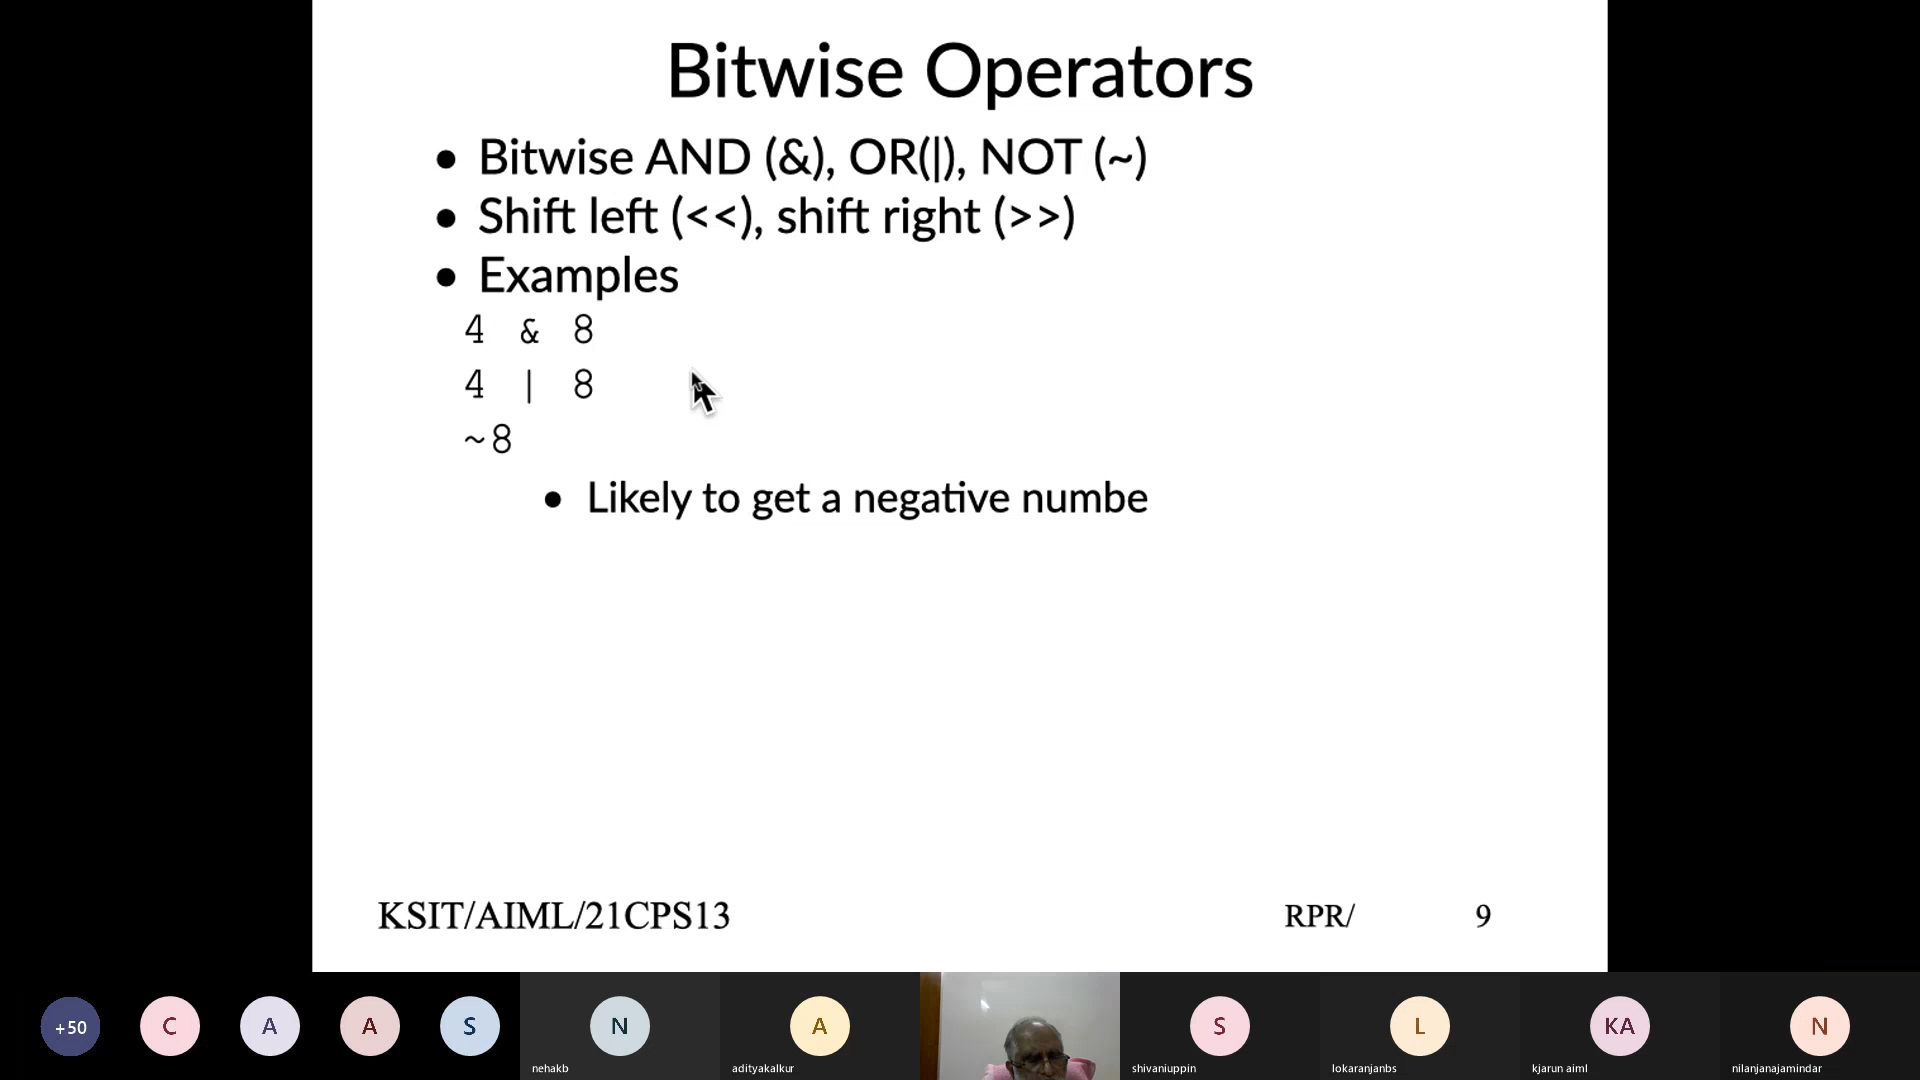 Bitwise Operators
• Bitwise AND (&), OR(|), NOT (~)
• Shift left (<<), shift right (>>)
• Examples
4 & 8
4 | 8
~8
• Likely to get a negative numbe
KSIT/AIML/21CPS13 RPR/ 9
+50 C A A S N A S L KA N
nehakb adityakalkur shivaniuppin lokaranjanbs kjarun aiml nilanjanajamindar